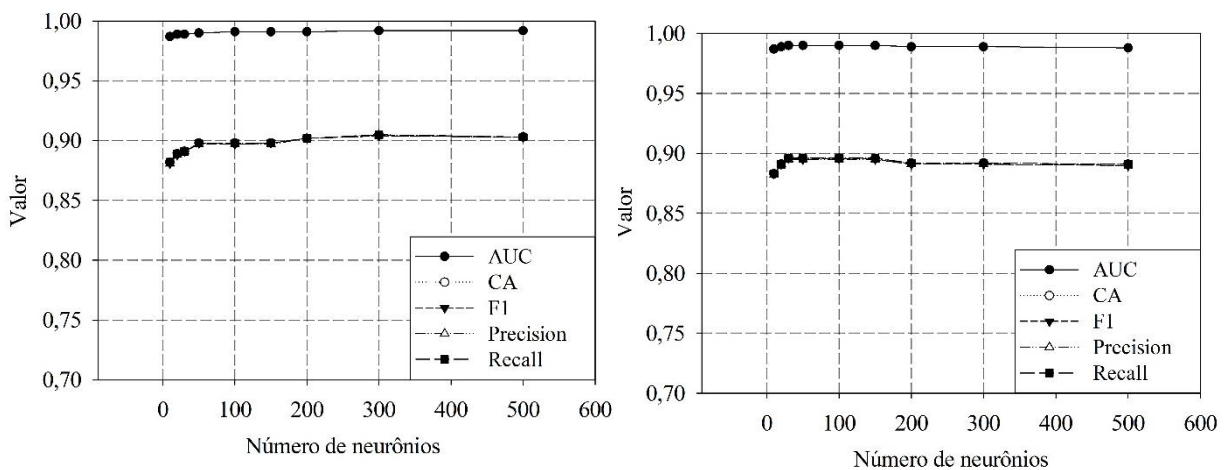 1,00
0,95
0,90
0,85
0,80
0,75
0,70
Valor
AUC
CA
F1
Precision
Recall
0 100 200 300 400 500 600
Número de neurônios
1,00
0,95
0,90
0,85
0,80
0,75
0,70
Valor
AUC
CA
F1
Precision
Recall
0 100 200 300 400 500 600
Número de neurônios